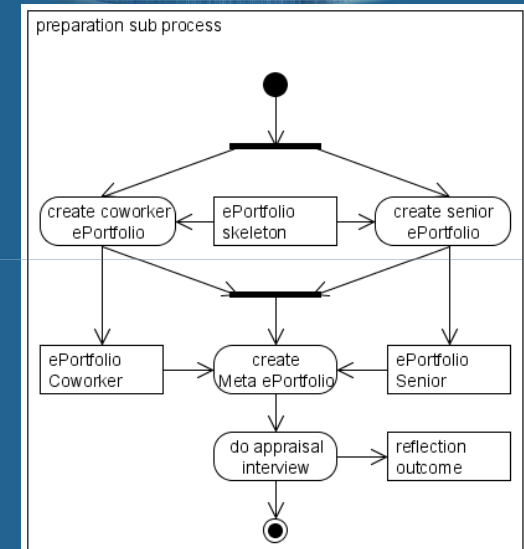 preparation sub process
create coworker
ePortfolio
ePortfolio
skeleton
create senior
ePortfolio
ePortfolio
Coworker
create
Meta ePortfolio
ePortfolio
Senior
do appraisal
interview
reflection
outcome